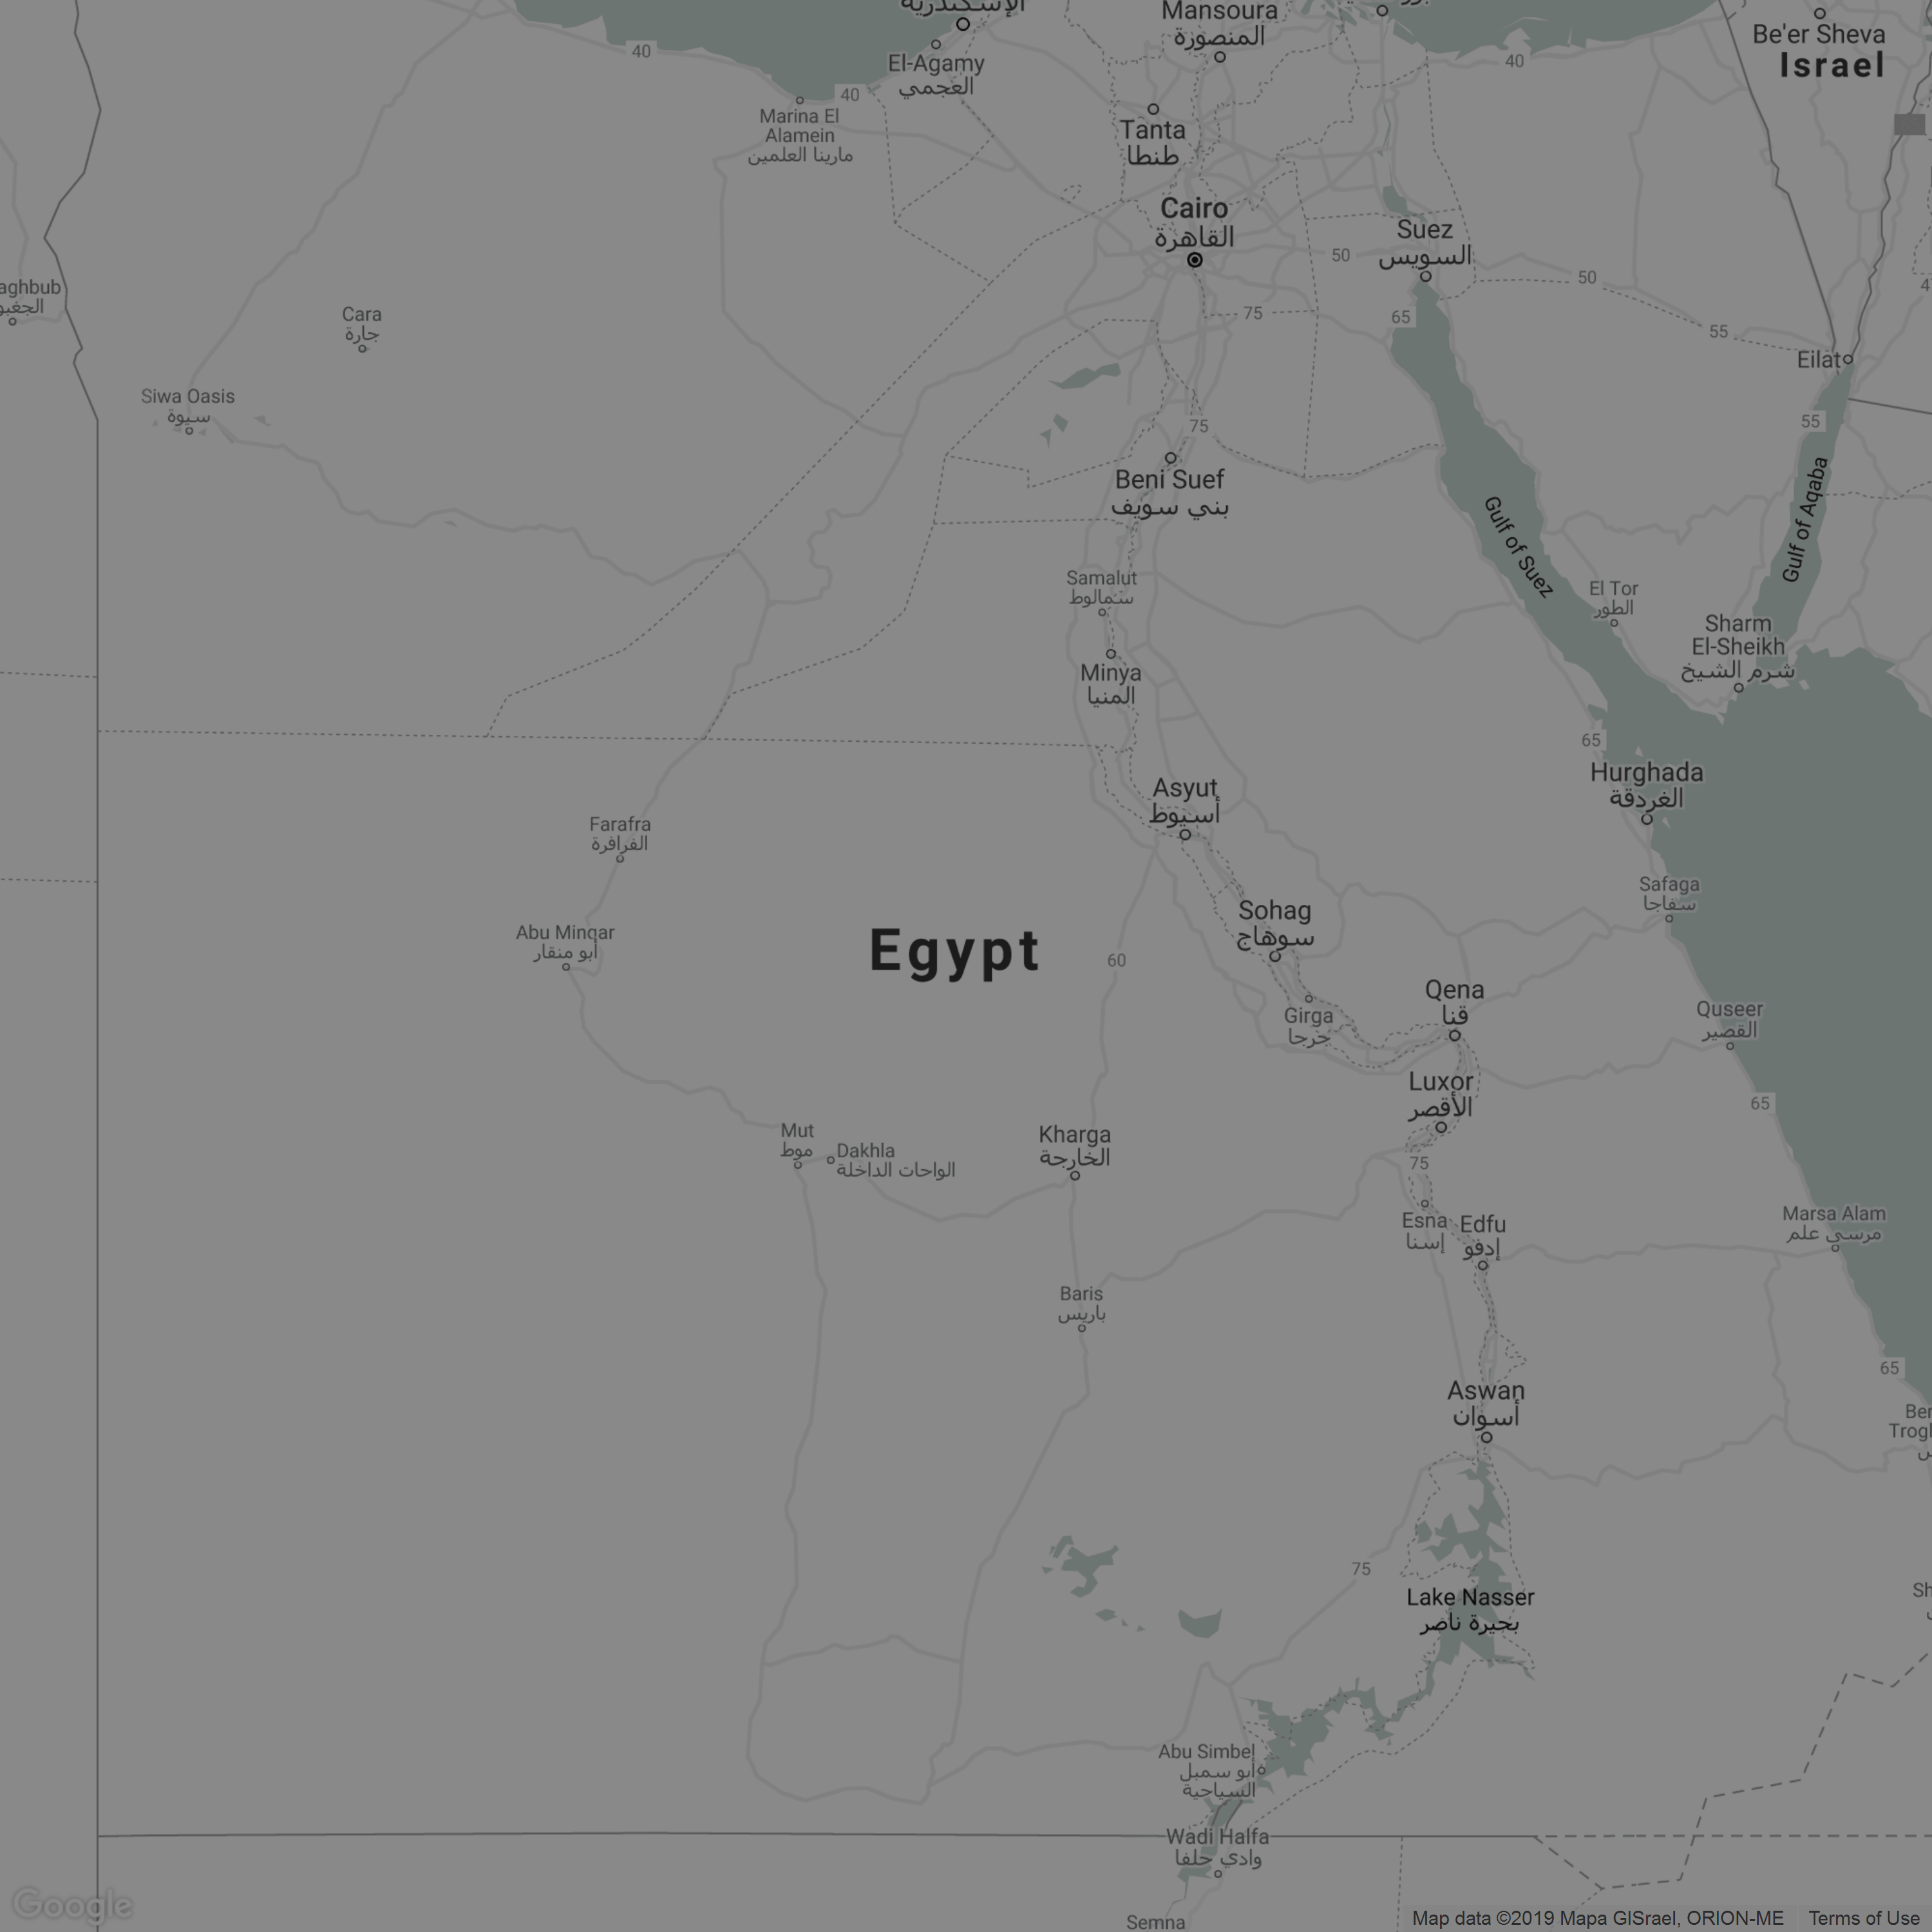 Mansoura
المنصورة
Be'er Sheva
Israel
40
40
El-Agamy
العجمي
40
Marina El
Alamein
مارينا العلمين
Tanta
طنطا
Cairo
القاهرة
Suez
السويس
50
50
75
65
55
Cara
جارة
Eilat
Siwa Oasis
سيوة
55
75
Beni Suef
بني سويف
Gulf of Suez
Gulf of Aqaba
Samalut
سمالوط
El Tor
الطور
Sharm
El-Sheikh
شرم الشيخ
Minya
المنيا
65
Hurghada
الغردقة
Asyut
أسيوط
Farafra
الفرافرة
Safaga
سفاجا
Sohag
سوهاج
Abu Minqar
أبو منقار
Egypt
60
Qena
قنا
Girga
جرجا
Quseer
القصير
Luxor
الأقصر
65
Mut
موط
Dakhla
الواحات الداخلة
Kharga
الخارجة
75
Esna
إسنا
Edfu
إدفو
Marsa Alam
مرسى علم
Baris
باريس
65
Aswan
أسوان
75
Lake Nasser
بحيرة ناصر
Abu Simbel
أبو سمبل
السياحية
Wadi Halfa
وادي حلفا
Semna
Google
Map data ©2019 Mapa GISrael, ORION-ME
Terms of Use